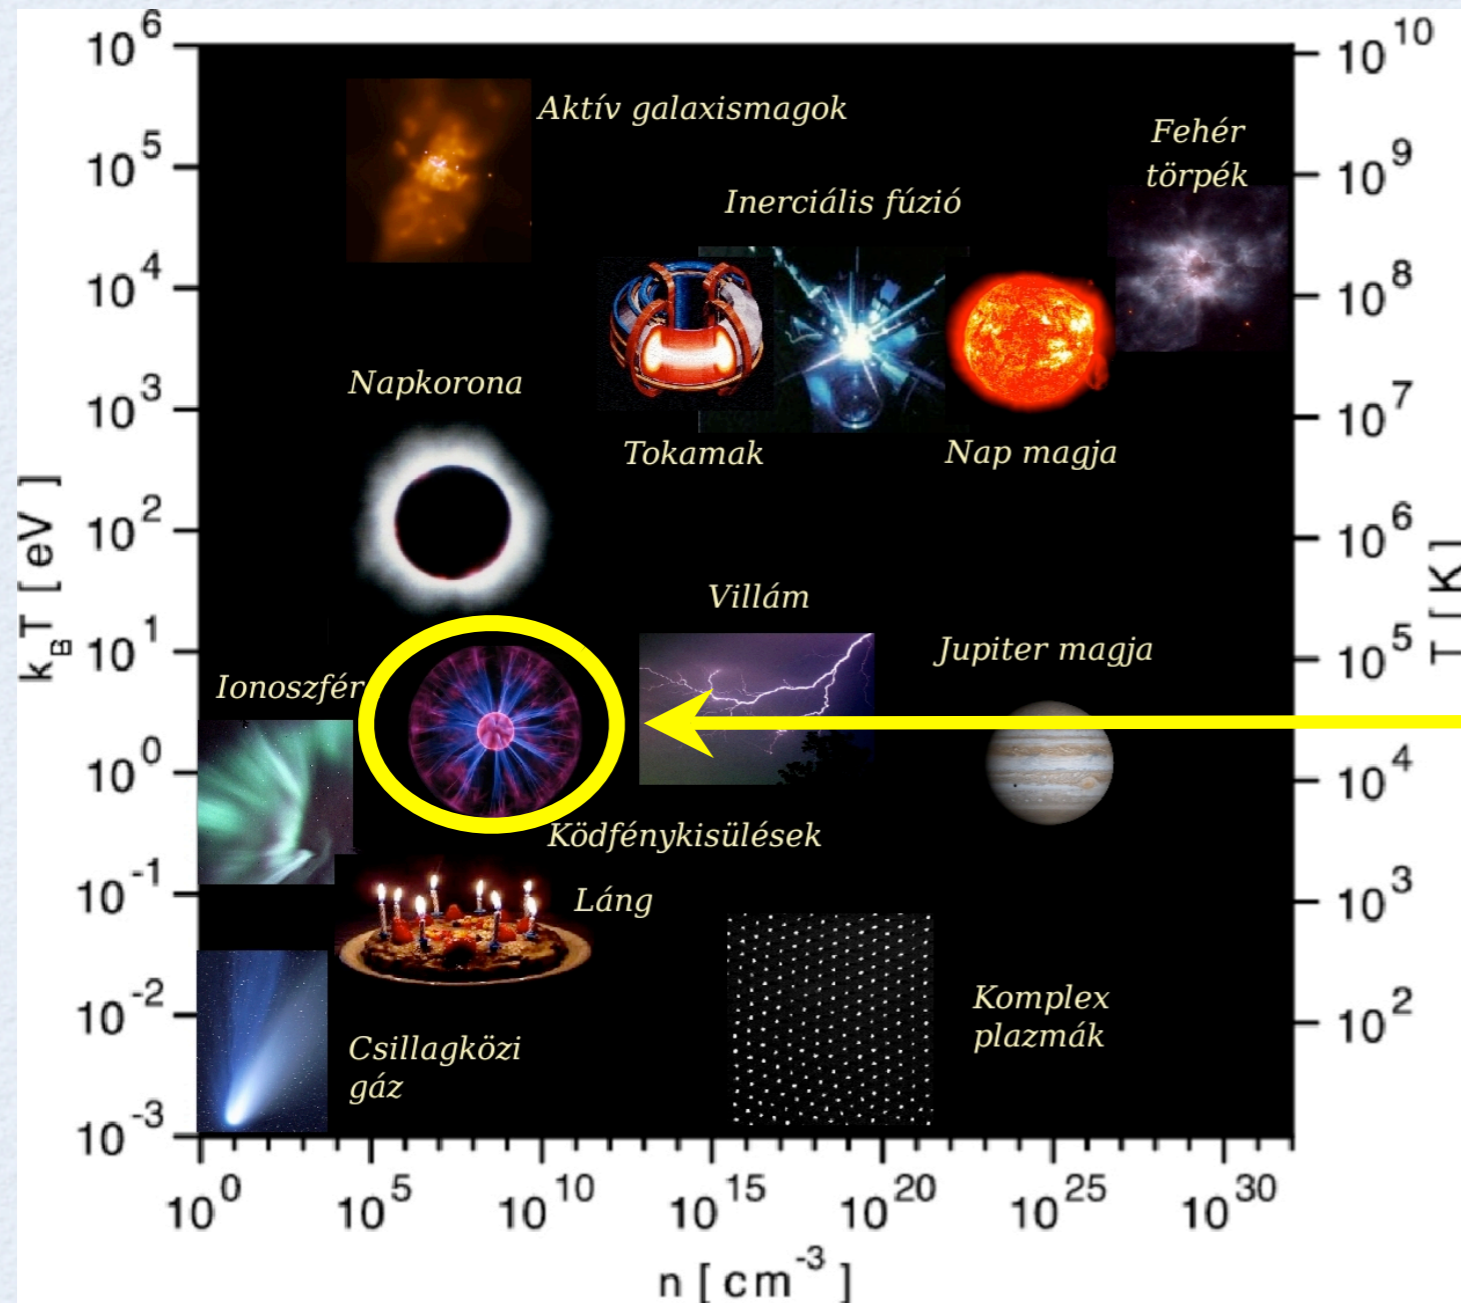 10^6
10^10
Aktív galaxismagok
Fehér
törpék
10^5
10^9
Inerciális fúzió
10^4
10^8
Napkorona
10^3
10^7
Tokamak
Nap magja
10^2
10^6
k_B T [ eV ]
T [ K ]
Villám
10^1
10^5
Jupiter magja
Ionoszfér
10^0
10^4
Ködfénykisülések
10^-1
10^3
Láng
10^-2
10^2
Komplex
plazmák
Csillagközi
gáz
10^-3
10^0 10^5 10^10 10^15 10^20 10^25 10^30
n [ cm^-3 ]